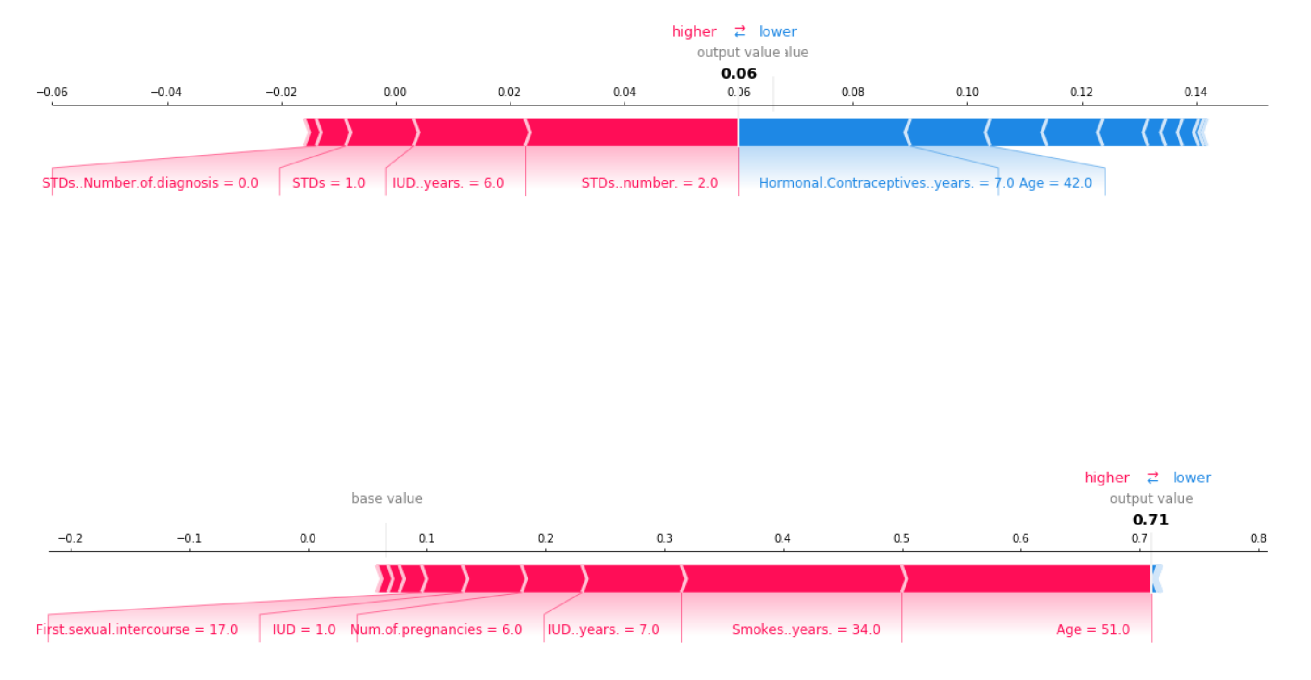 higher ⇄ lower
output value alue
0.06
−0.06 −0.04 −0.02 0.00 0.02 0.04 0.06 0.08 0.10 0.12 0.14
STDs..Number.of.diagnosis = 0.0 STDs = 1.0 IUD..years. = 6.0 STDs..number. = 2.0 Hormonal.Contraceptives..years. = 7.0 Age = 42.0
higher ⇄ lower
base value output value
0.71
−0.2 −0.1 0.0 0.1 0.2 0.3 0.4 0.5 0.6 0.7 0.8
First.sexual.intercourse = 17.0 IUD = 1.0 Num.of.pregnancies = 6.0 IUD..years. = 7.0 Smokes..years. = 34.0 Age = 51.0